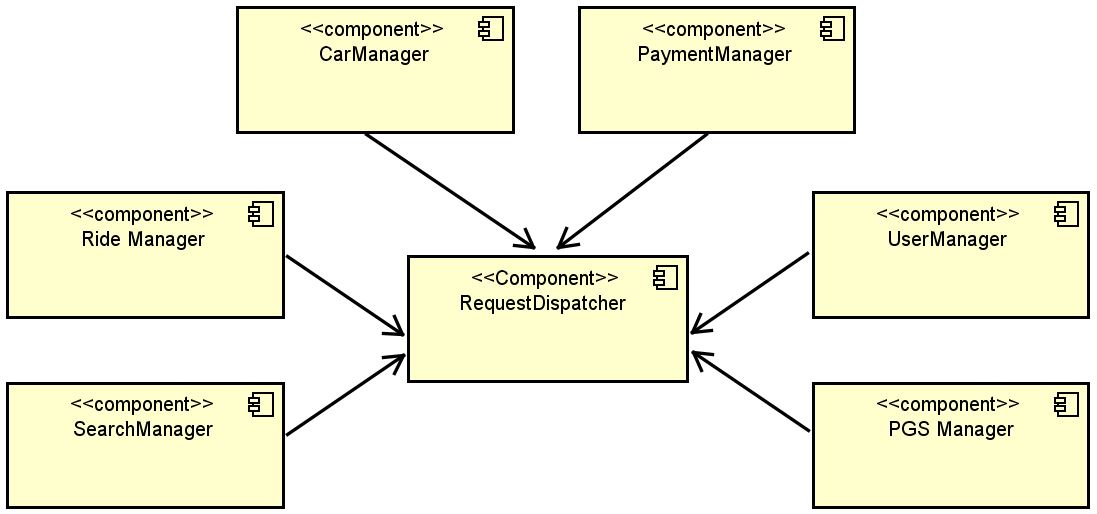 <<component>>
CarManager
<<component>>
PaymentManager
<<component>>
Ride Manager
<<component>>
UserManager
<<Component>>
RequestDispatcher
<<component>>
SearchManager
<<component>>
PGS Manager